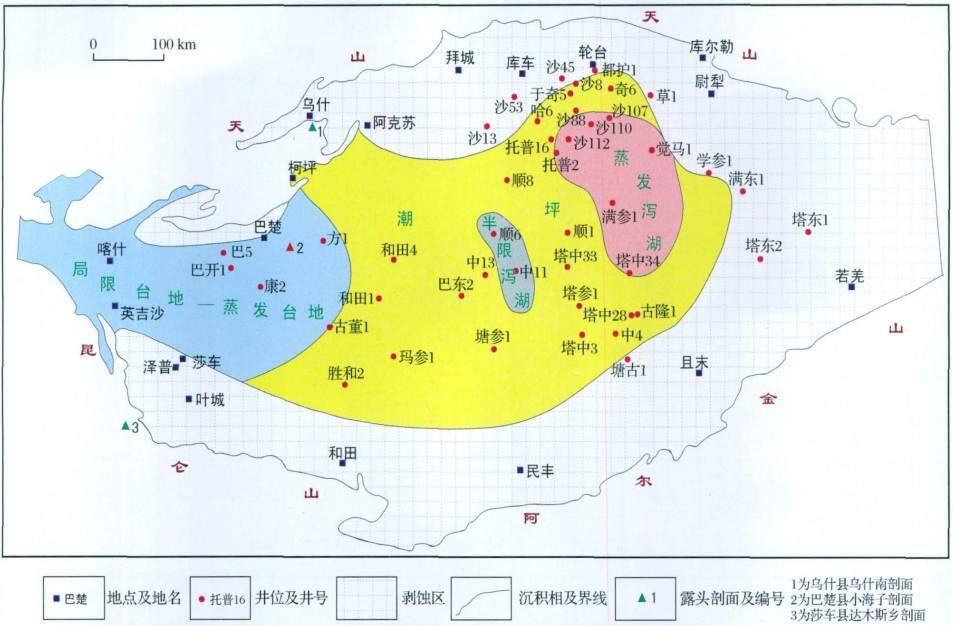 0 100 km
天
山
山
库尔勒
轮台
拜城
库车
沙45
都护1
尉犁
于奇5
沙8
奇6
草1
乌什
沙53
哈6
沙88
沙107
天
1
阿克苏
沙13
沙110
托普16
沙112
觉马1
托普2
蒸
学参1
柯坪
顺8
发
满东1
潮
坪
满参1
泻
巴楚
半
塔东1
喀什
巴5
2
方1
顺6
顺1
湖
和田4
限
塔中33
塔东2
局
巴开1
中13
中11
塔中34
若羌
限台地—蒸发台地
康2
泻
巴东2
和田1
湖
塔参1
英吉沙
古董1
塔中28
古隆1
山
昆
塘参1
中4
塔中3
莎车
玛参1
泽普
胜和2
塘古1
且末
叶城
金
3
和田
仑
民丰
尔
山
阿
巴楚 地点及地名
托普16 井位及井号
剥蚀区
沉积相及界线
1 露头剖面及编号
1为乌什县乌什南剖面
2为巴楚县小海子剖面
3为莎车县达木斯乡剖面